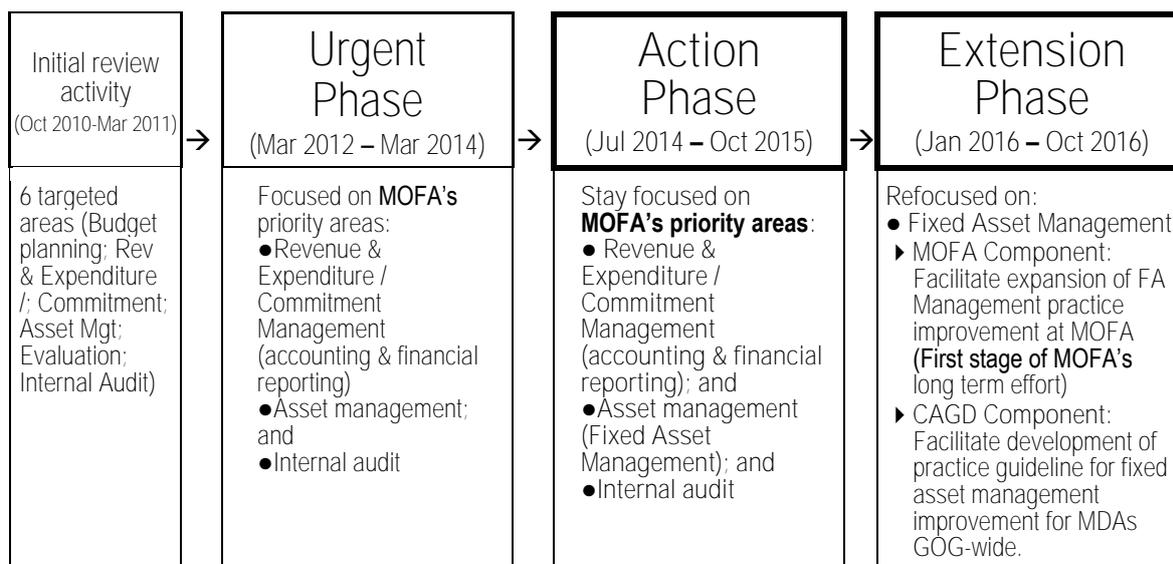 Initial review
activity
(Oct 2010-Mar 2011)
→
Urgent
Phase
(Mar 2012 – Mar 2014)
→
Action
Phase
(Jul 2014 – Oct 2015)
→
Extension
Phase
(Jan 2016 – Oct 2016)
6 targeted
areas (Budget
planning; Rev
& Expenditure
/; Commitment;
Asset Mgt;
Evaluation;
Internal Audit)
Focused on MOFA's
priority areas:
●Revenue &
Expenditure /
Commitment
Management
(accounting & financial
reporting)
●Asset management;
and
●Internal audit
Stay focused on
MOFA's priority areas:
● Revenue &
Expenditure /
Commitment
Management
(accounting & financial
reporting); and
●Asset management
(Fixed Asset
Management); and
●Internal audit
Refocused on:
● Fixed Asset Management
▶ MOFA Component:
Facilitate expansion of FA
Management practice
improvement at MOFA
(First stage of MOFA's
long term effort)
▶ CAGD Component:
Facilitate development of
practice guideline for fixed
asset management
improvement for MDAs
GOG-wide.